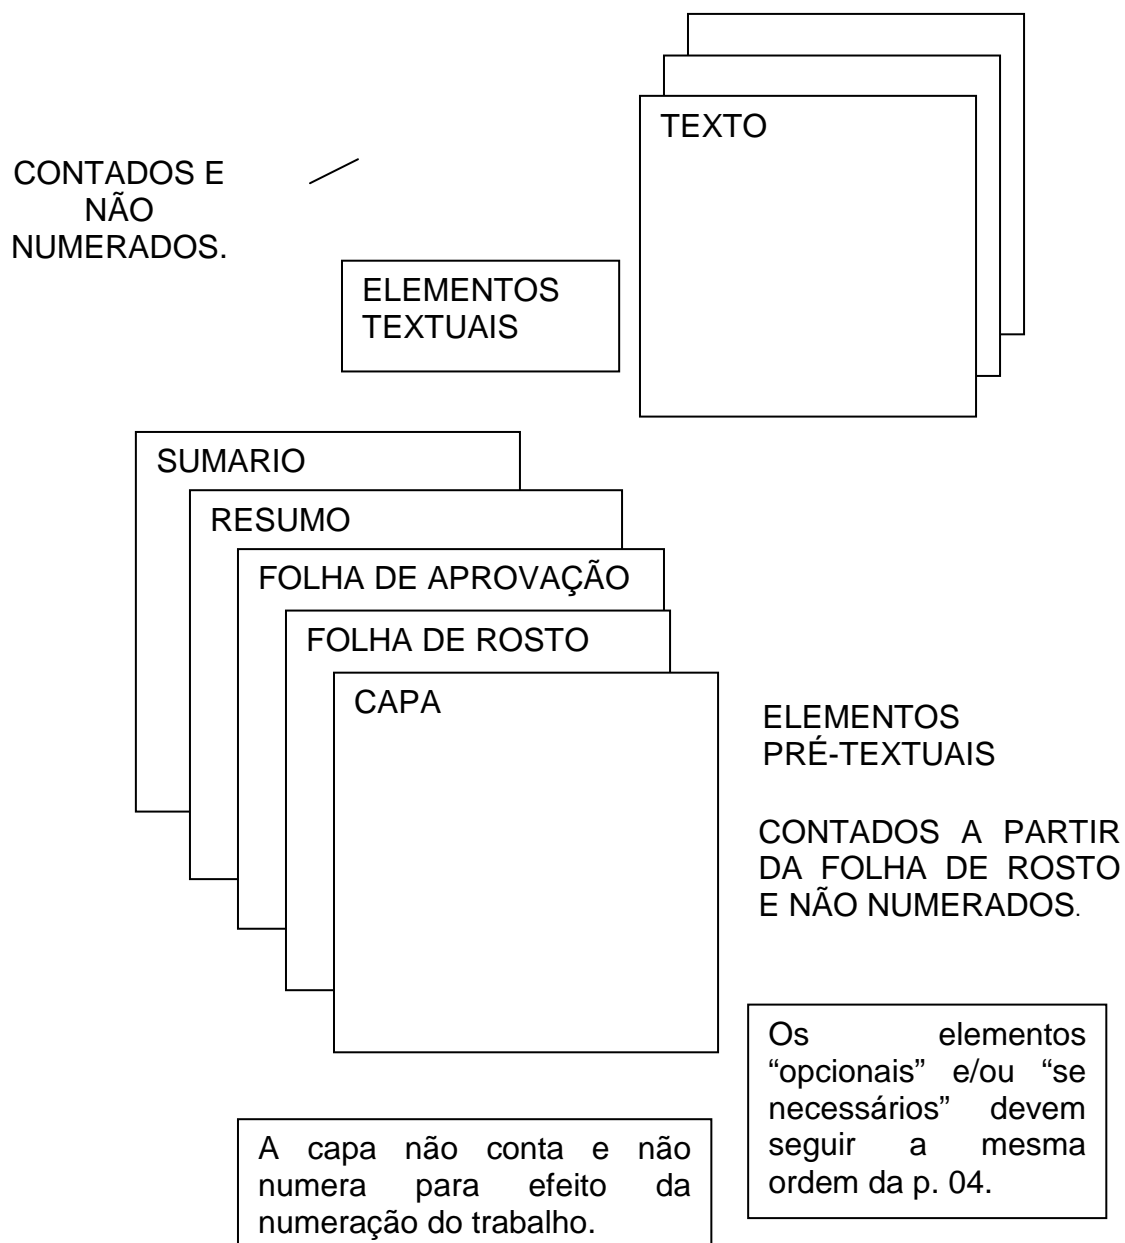 TEXTO
CONTADOS E
NÃO
NUMERADOS.
ELEMENTOS
TEXTUAIS
SUMARIO
RESUMO
FOLHA DE APROVAÇÃO
FOLHA DE ROSTO
CAPA
ELEMENTOS
PRÉ-TEXTUAIS
CONTADOS A PARTIR
DA FOLHA DE ROSTO
E NÃO NUMERADOS.
Os elementos
“opcionais” e/ou “se
necessários” devem
seguir a mesma
ordem da p. 04.
A capa não conta e não
numera para efeito da
numeração do trabalho.